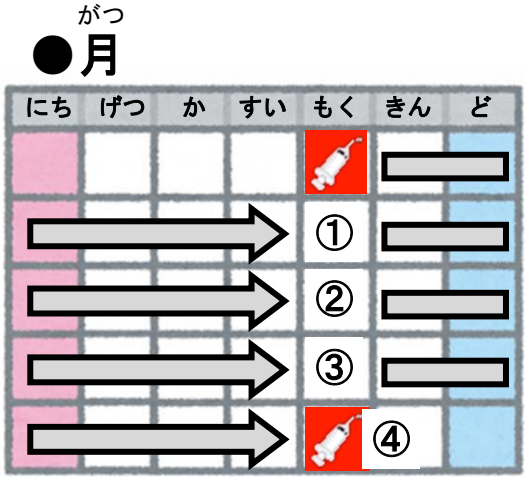 がつ
●月
にち げつ か すい もく きん ど
①
②
③
④